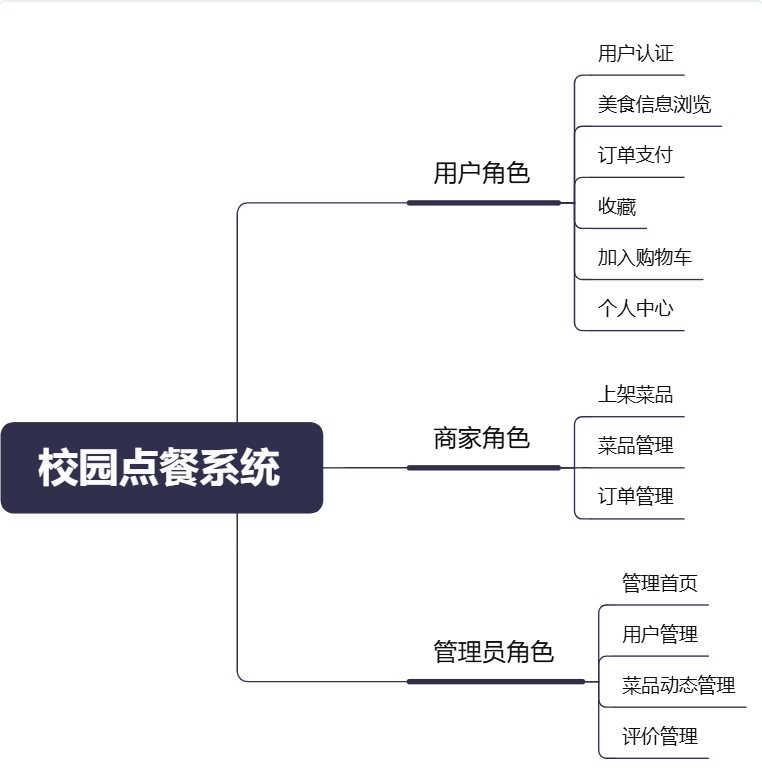 校园点餐系统
用户角色
用户认证
美食信息浏览
订单支付
收藏
加入购物车
个人中心
商家角色
上架菜品
菜品管理
订单管理
管理员角色
管理首页
用户管理
菜品动态管理
评价管理